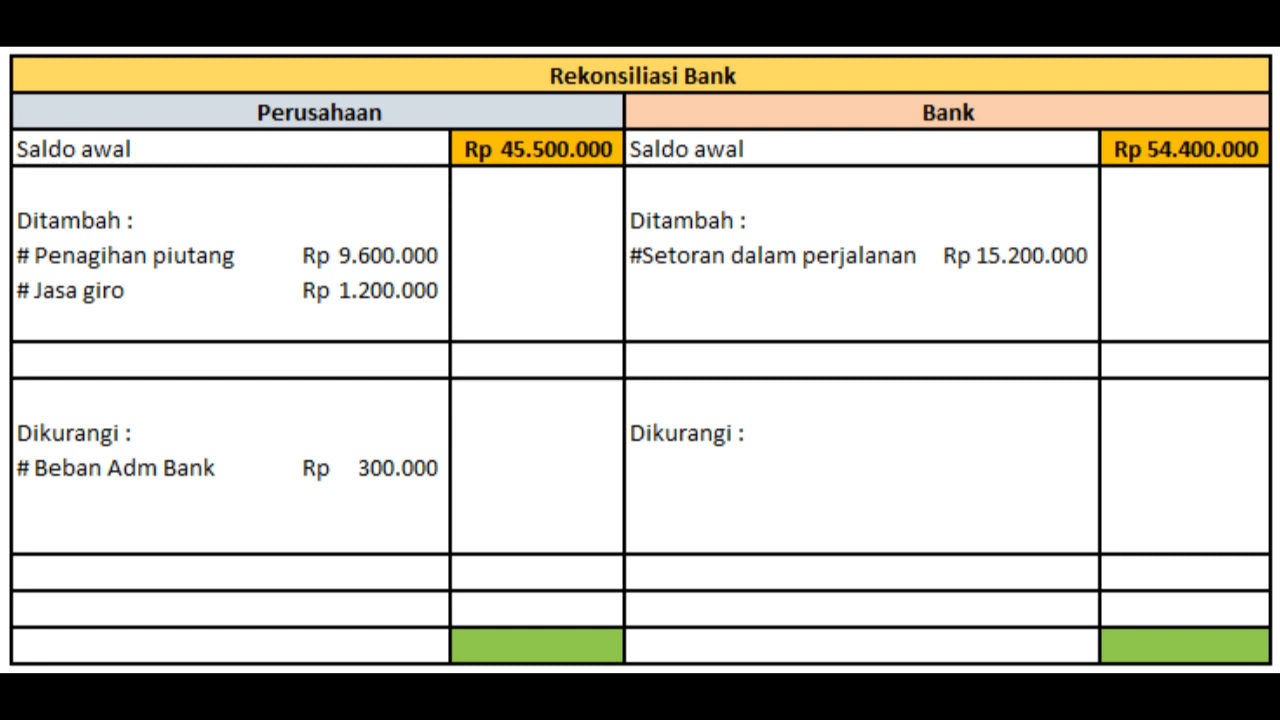 Rekonsiliasi Bank
Perusahaan Bank
Saldo awal Rp 45.500.000 Saldo awal Rp 54.400.000
Ditambah : Ditambah :
# Penagihan piutang Rp 9.600.000 #Setoran dalam perjalanan Rp 15.200.000
# Jasa giro Rp 1.200.000
Dikurangi : Dikurangi :
# Beban Adm Bank Rp 300.000